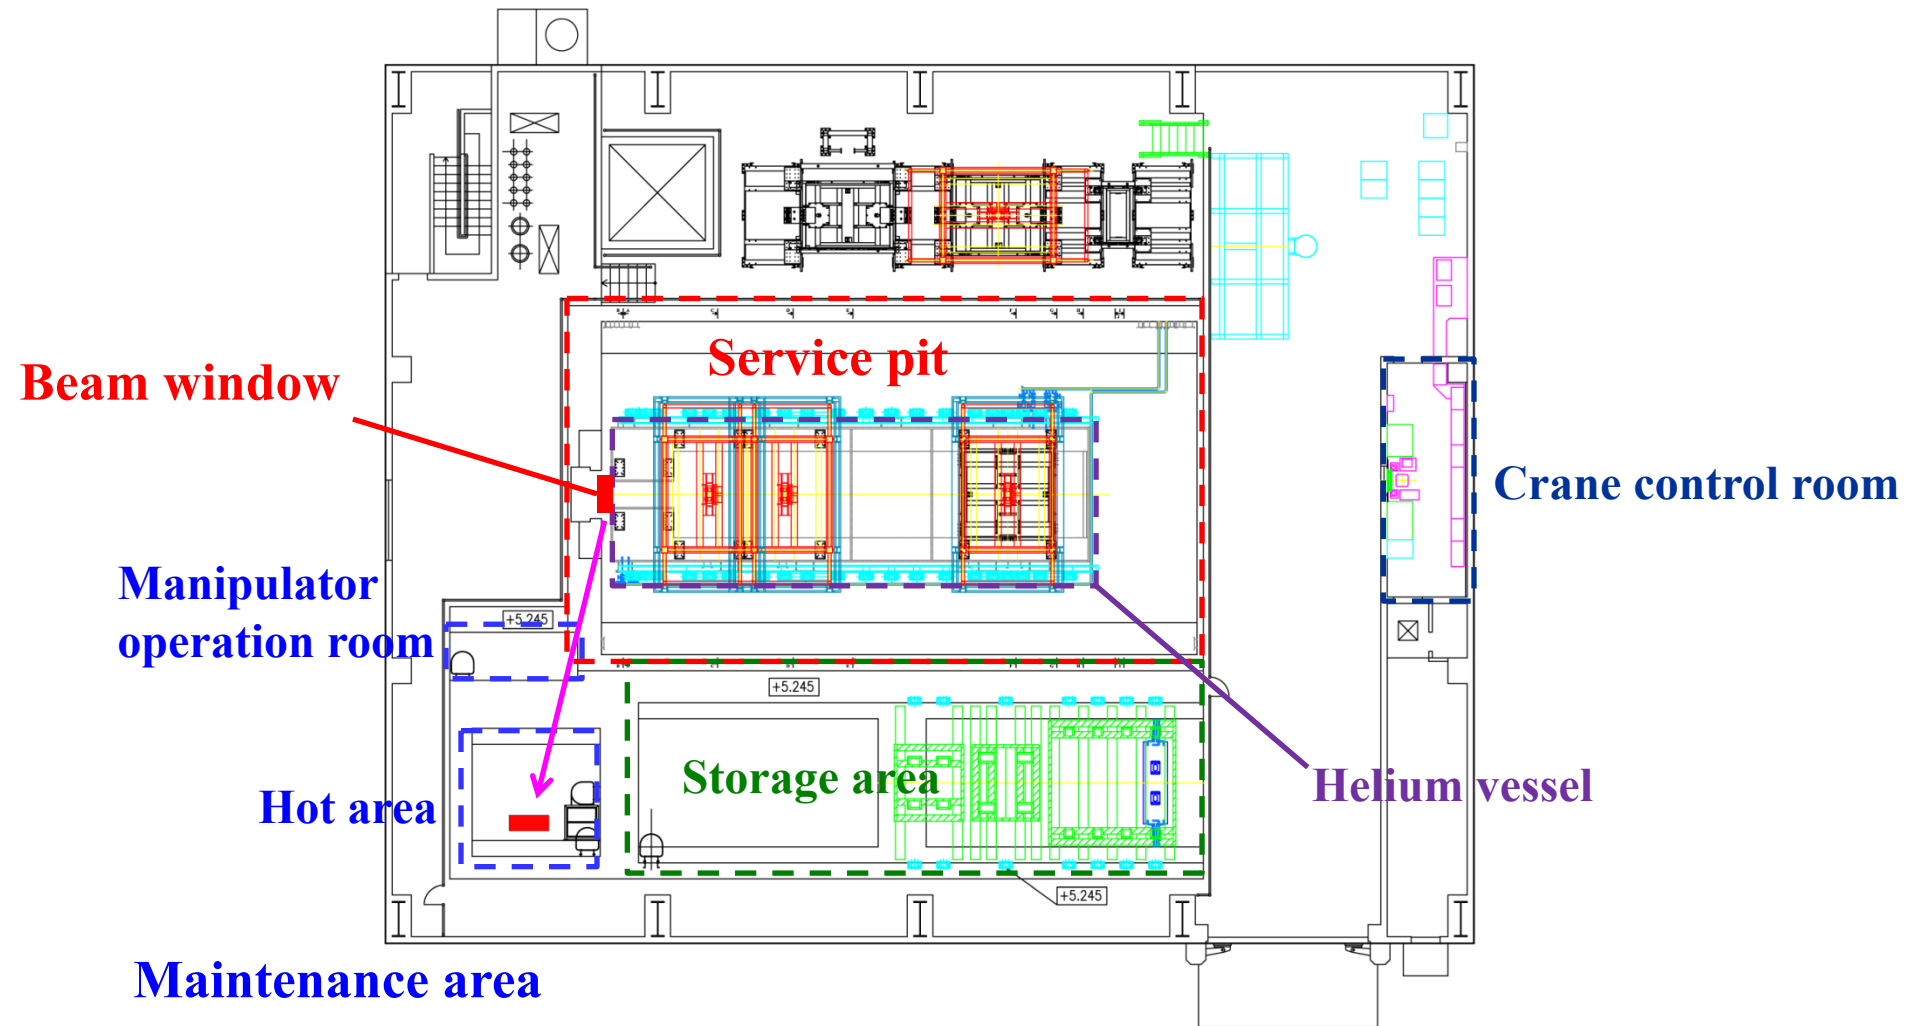 Service pit
Beam window
Crane control room
Manipulator
operation room
+5.245
+5.245
Storage area
Helium vessel
Hot area
+5.245
Maintenance area